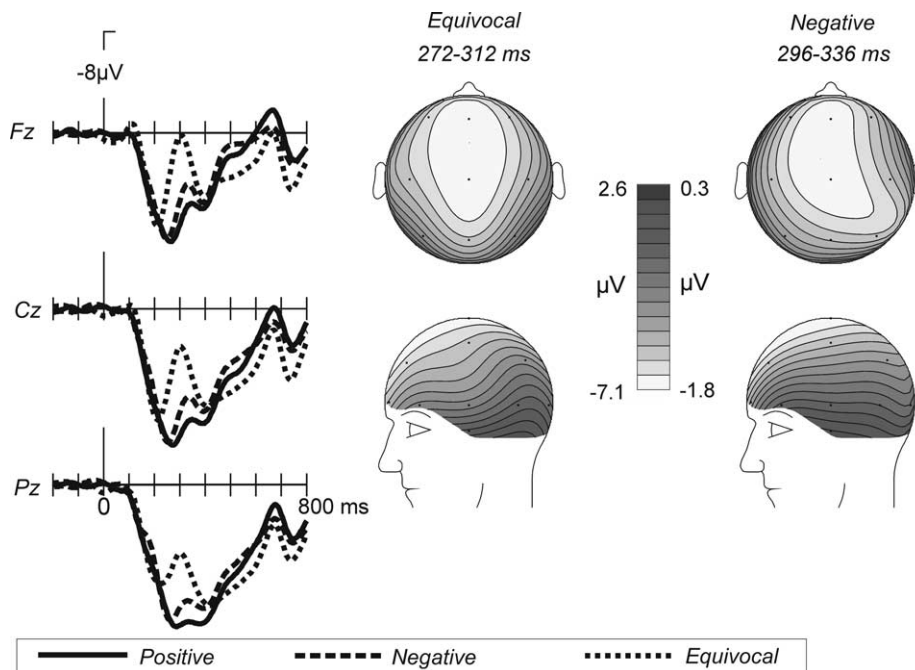 Equivocal
272-312 ms
Negative
296-336 ms
-8µV
Fz
Cz
Pz
0
800 ms
2.6
0.3
µV
µV
-7.1
-1.8
Positive
Negative
Equivocal